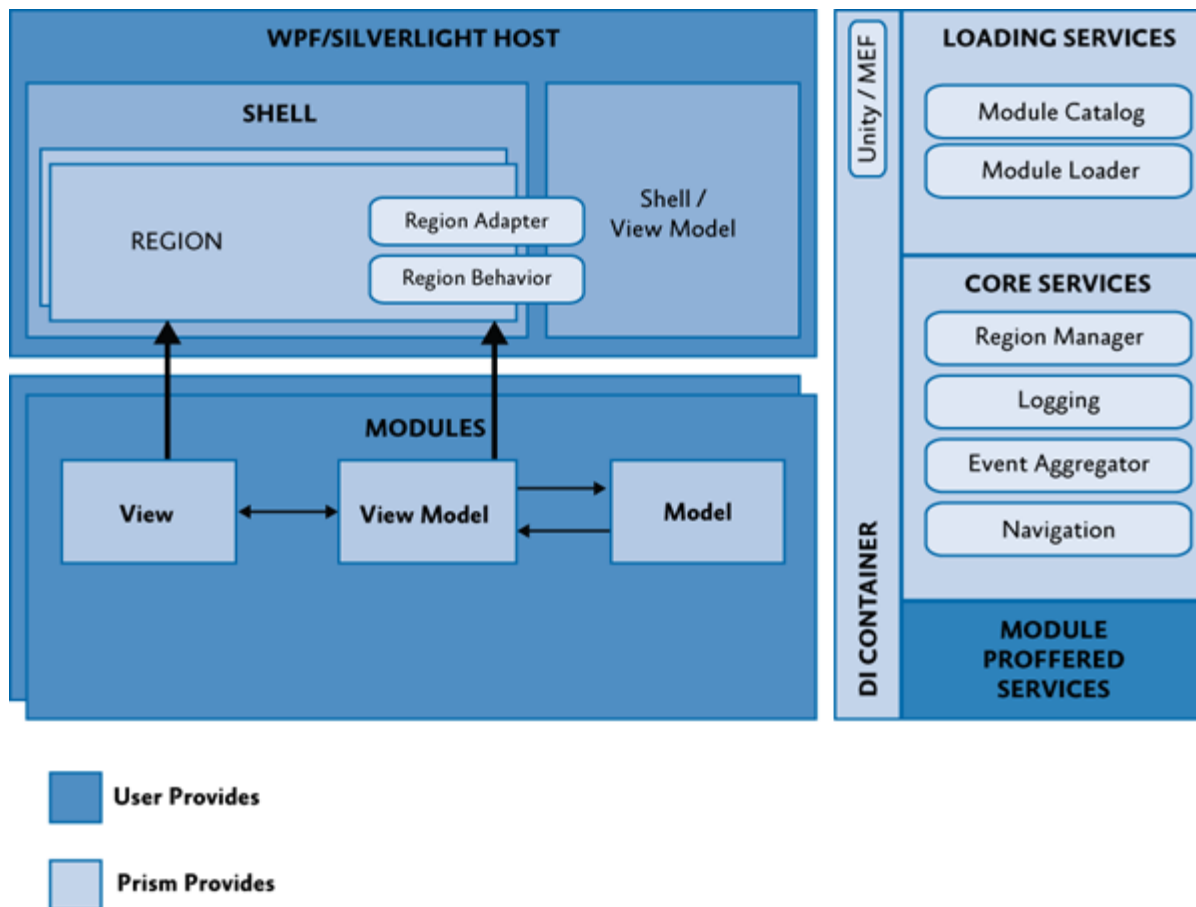 WPF/SILVERLIGHT HOST
SHELL
REGION
Region Adapter
Region Behavior
Shell /
View Model
MODULES
View
View Model
Model
Unity / MEF
DI CONTAINER
LOADING SERVICES
Module Catalog
Module Loader
CORE SERVICES
Region Manager
Logging
Event Aggregator
Navigation
MODULE
PROFFERED
SERVICES
User Provides
Prism Provides